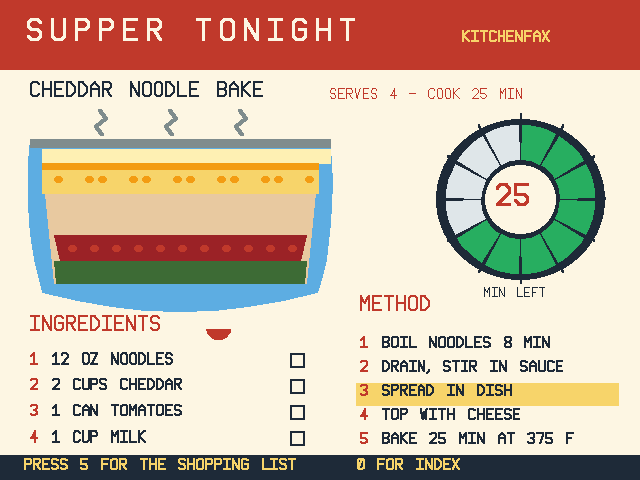 SUPPER TONIGHT
KITCHENFAX
CHEDDAR NOODLE BAKE
SERVES 4 - COOK 25 MIN
25
MIN LEFT
INGREDIENTS
1 12 OZ NOODLES
2 2 CUPS CHEDDAR
3 1 CAN TOMATOES
4 1 CUP MILK
METHOD
1 BOIL NOODLES 8 MIN
2 DRAIN, STIR IN SAUCE
3 SPREAD IN DISH
4 TOP WITH CHEESE
5 BAKE 25 MIN AT 375 F
PRESS 5 FOR THE SHOPPING LIST
0 FOR INDEX